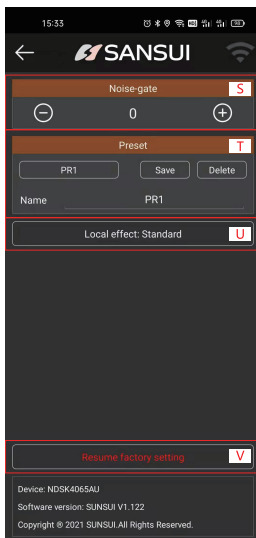 15:33
SANSUI
Noise-gate S
0
Preset T
PR1 Save Delete
Name PR1
Local effect: Standard U
Resume factory setting V
Device: NDSK4065AU
Software version: SUNSUI V1.122
Copyright ® 2021 SUNSUI.All Rights Reserved.